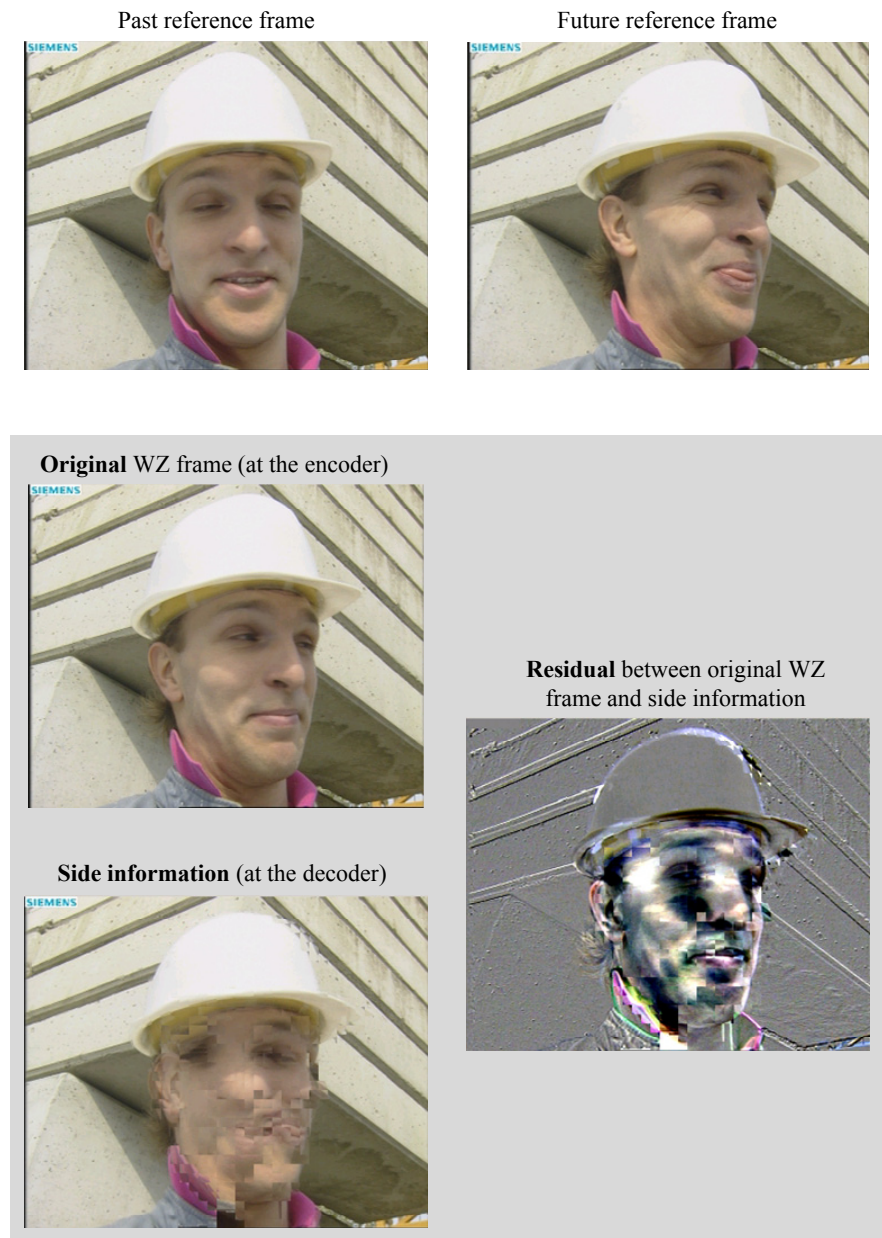 Past reference frame
Future reference frame
SIEMENS
SIEMENS
Original WZ frame (at the encoder)
SIEMENS
Residual between original WZ
frame and side information
Side information (at the decoder)
SIEMENS